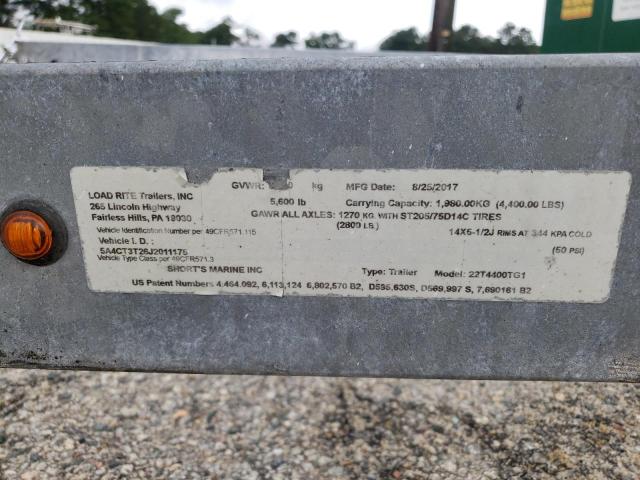 LOAD RITE Trailers, INC GVWR: kg MFG Date: 8/25/2017
265 Lincoln Highway 5,600 lb Carrying Capacity: 1,980.00KG (4,400.00 LBS)
Fairless Hills, PA 19030 GAWR ALL AXLES: 1270 KG. WITH ST205/75D14C TIRES
Vehicle Identification Number per 49CFR571.115 (2800 LB.) 14X5-1/2J RIMS AT 344 KPA COLD
Vehicle I. D.: (50 PSI)
5A4CT3T26J2011175
Vehicle Type Class per 49CFR571.3
SHORT'S MARINE INC Type: Trailer Model: 22T4400TG1
US Patent Numbers 4,464,092, 6,113,124 6,802,570 B2, D595,630S, D569,997 S, 7,690161 B2